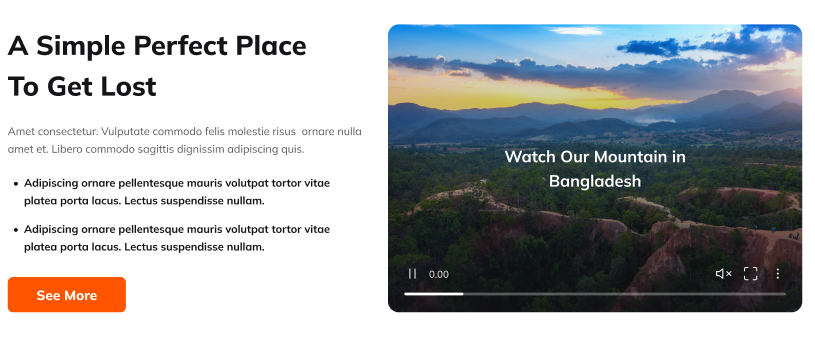 A Simple Perfect Place
To Get Lost
Amet consectetur. Vulputate commodo felis molestie risus  ornare nulla
amet et. Libero commodo sagittis dignissim adipiscing quis.
• Adipiscing ornare pellentesque mauris volutpat tortor vitae
platea porta lacus. Lectus suspendisse nullam.
• Adipiscing ornare pellentesque mauris volutpat tortor vitae
platea porta lacus. Lectus suspendisse nullam.
See More
Watch Our Mountain in
Bangladesh
0.00